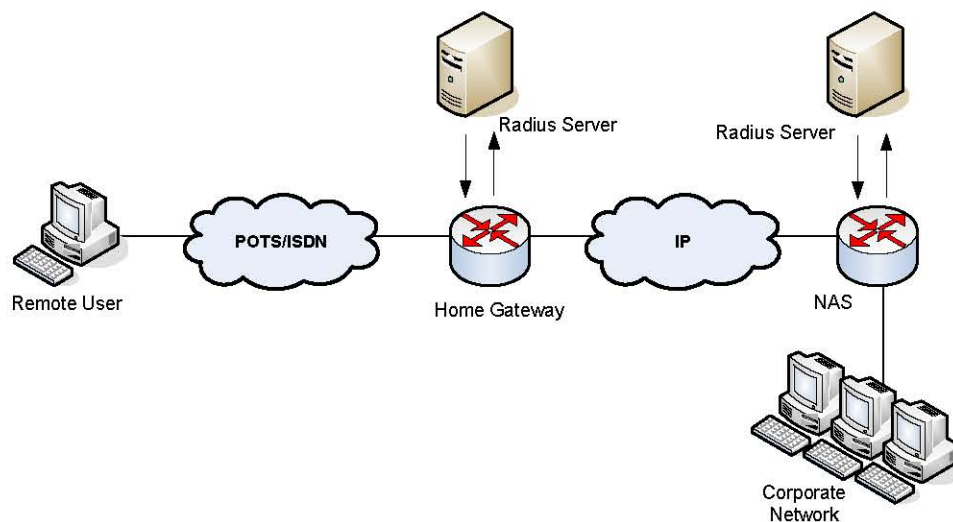 Radius Server
Radius Server
POTS/ISDN
IP
Remote User
Home Gateway
NAS
Corporate
Network